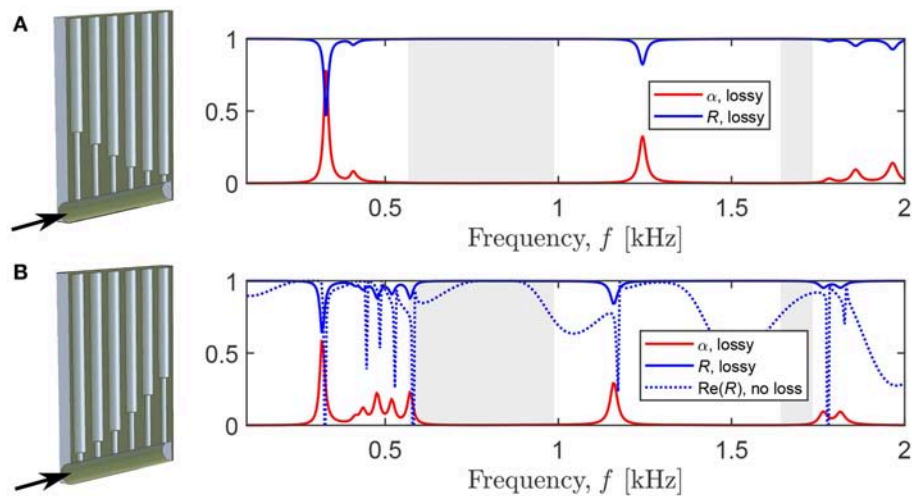 A
1
0.5
0
α, lossy
R, lossy
0.5
1
1.5
2
Frequency, f [kHz]
B
1
0.5
0
α, lossy
R, lossy
Re(R), no loss
0.5
1
1.5
2
Frequency, f [kHz]